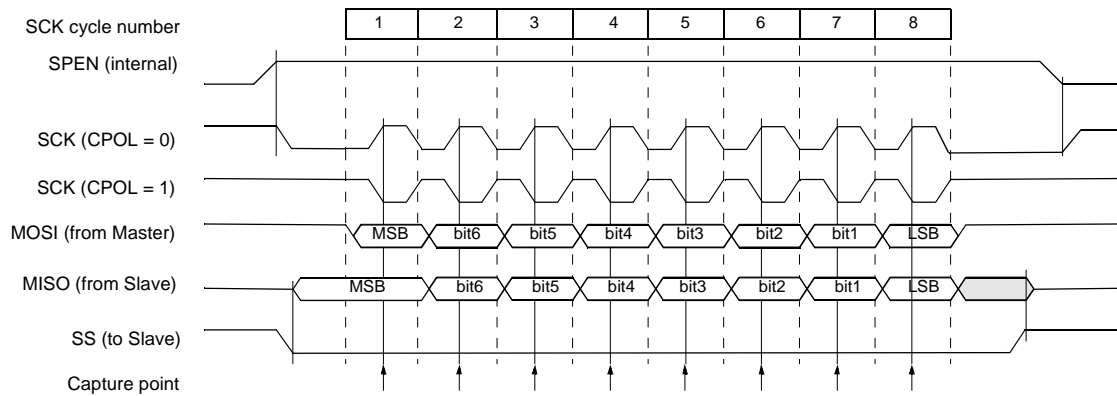 SCK cycle number 1 2 3 4 5 6 7 8
SPEN (internal)
SCK (CPOL = 0)
SCK (CPOL = 1)
MOSI (from Master) MSB bit6 bit5 bit4 bit3 bit2 bit1 LSB
MISO (from Slave) MSB bit6 bit5 bit4 bit3 bit2 bit1 LSB
SS (to Slave)
Capture point